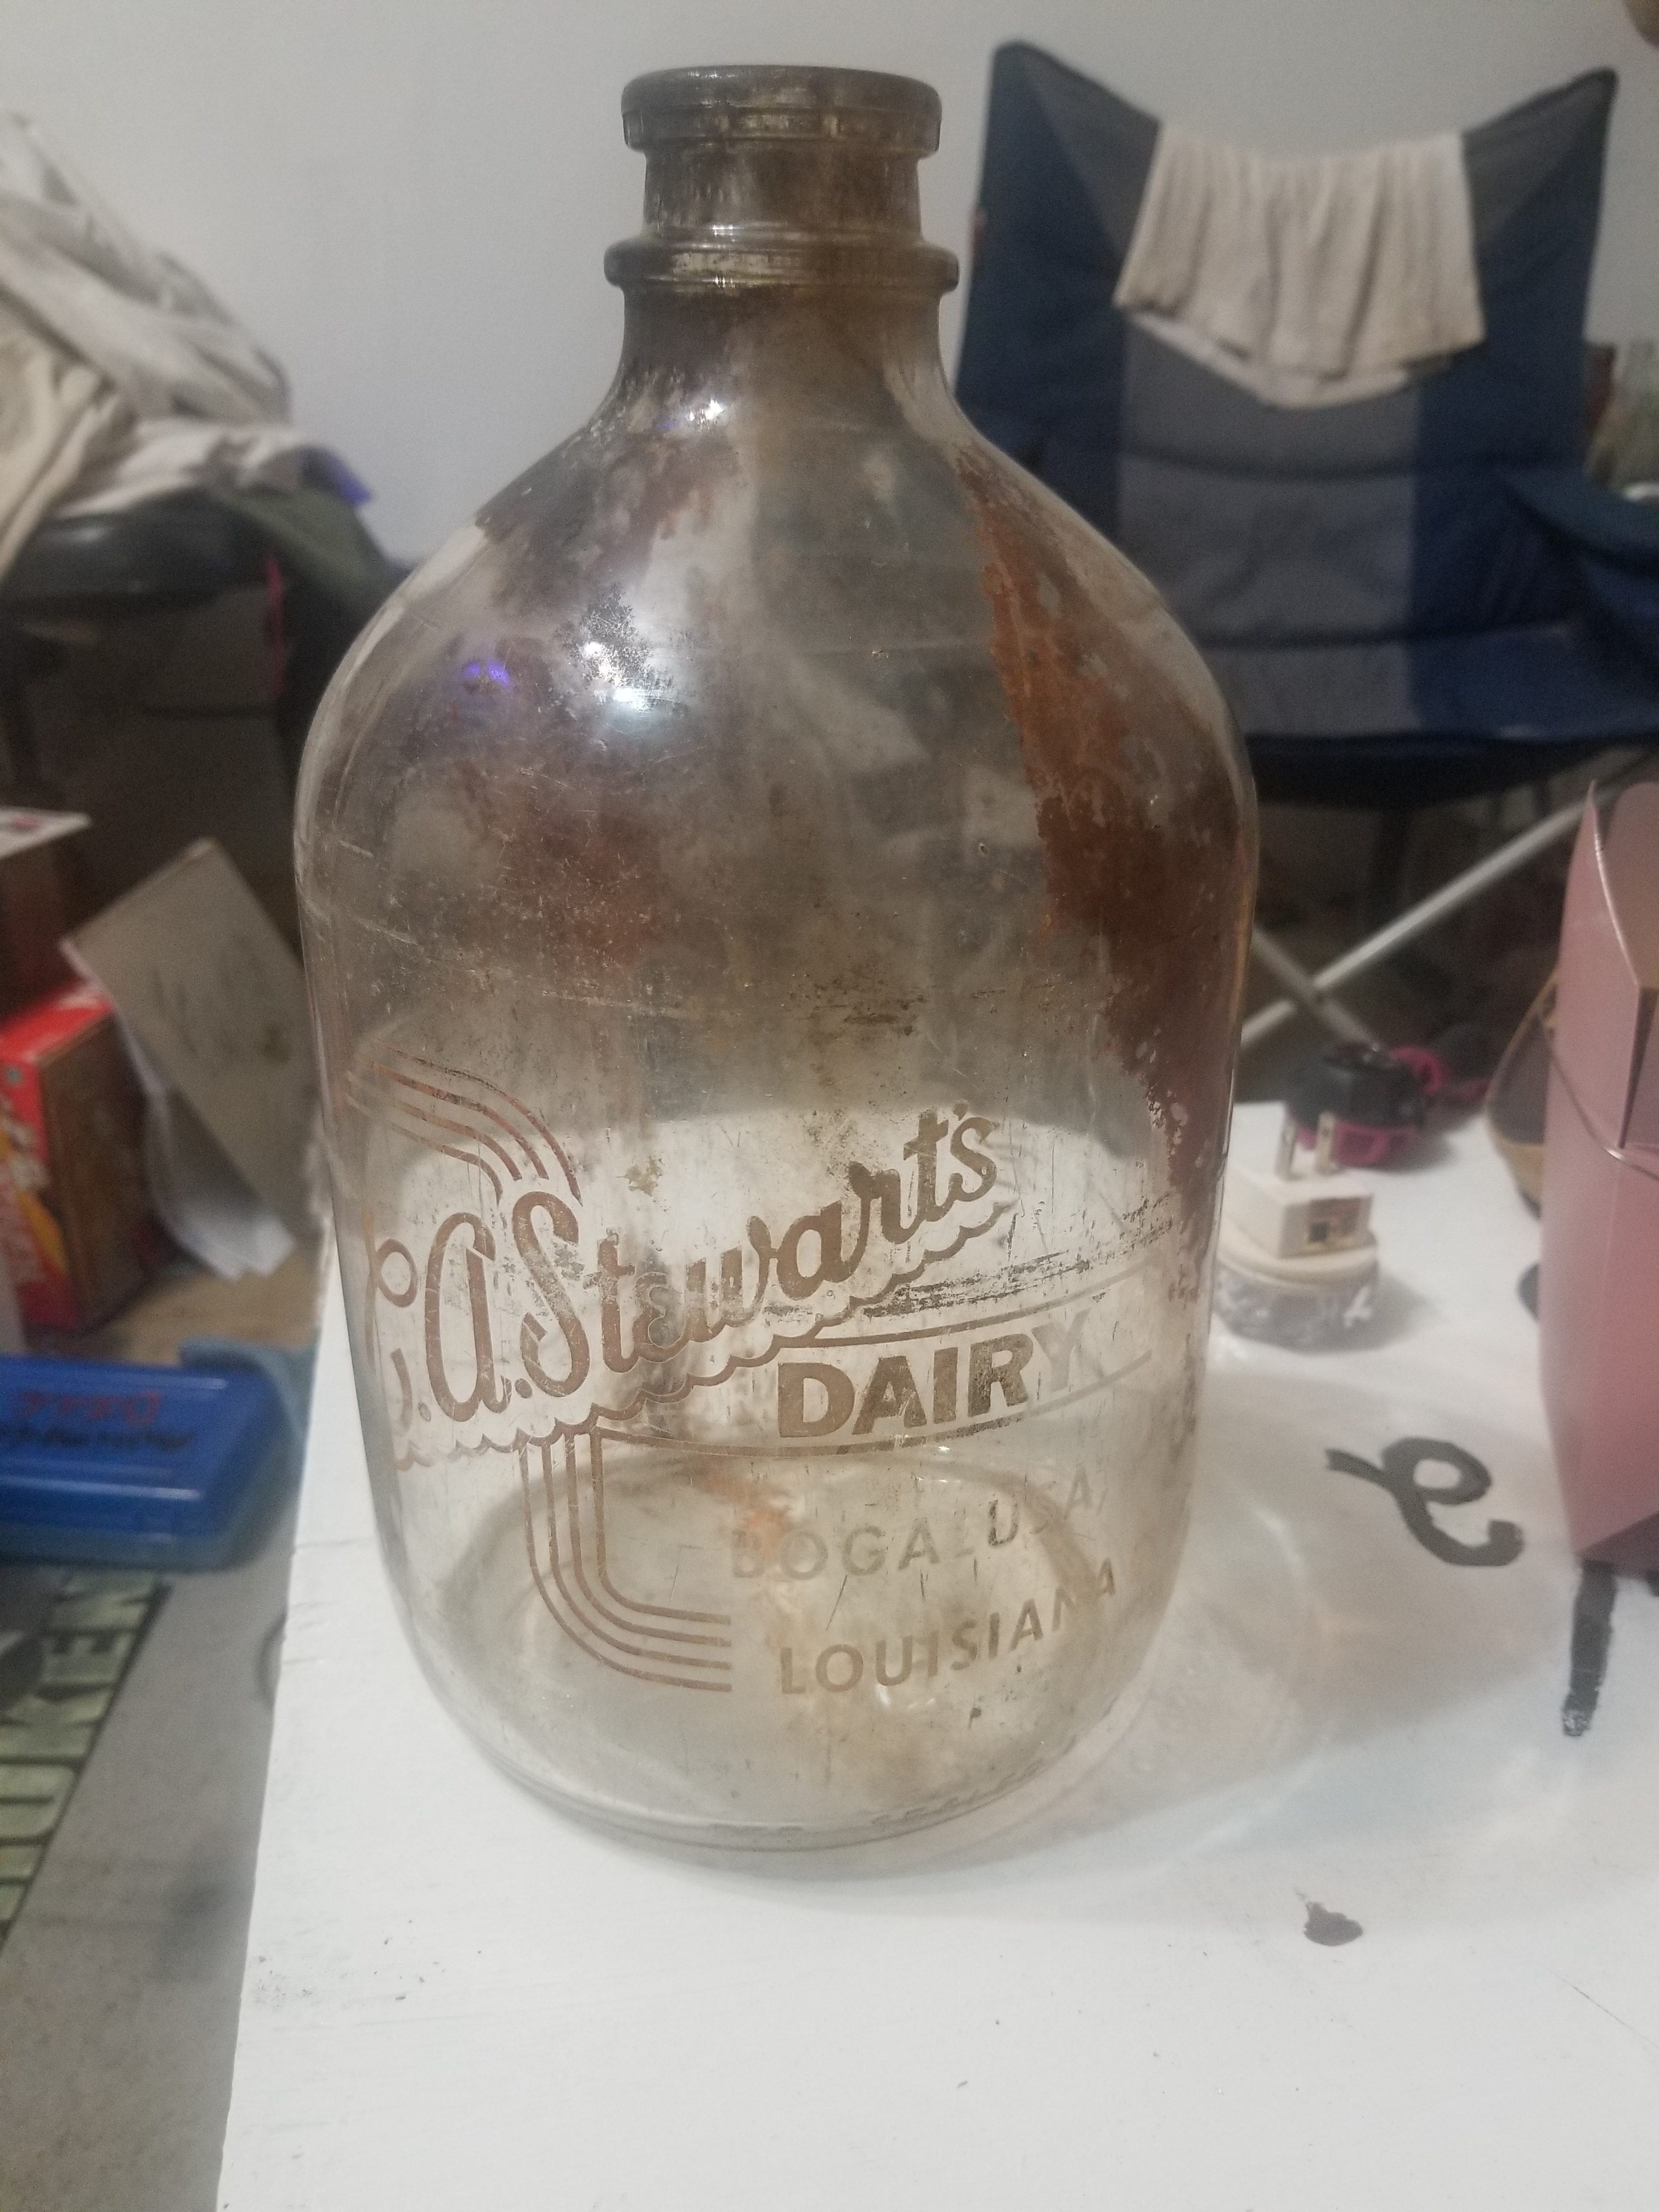 .A.Stewart's
DAIRY
BOGALUSA,
LOUISIANA
e